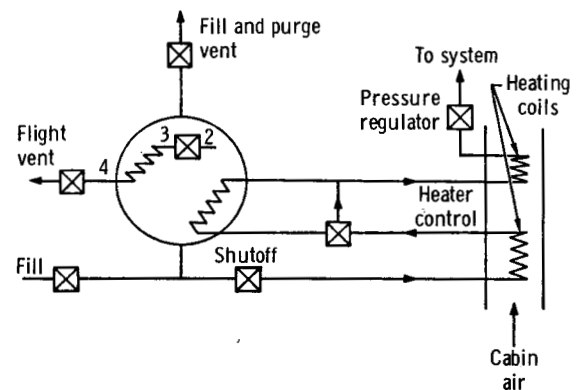 Fill and purge
vent
To system
Heating
coils
Pressure
regulator
3
2
Flight
vent
4
Heater
control
Fill
Shutoff
Cabin
air